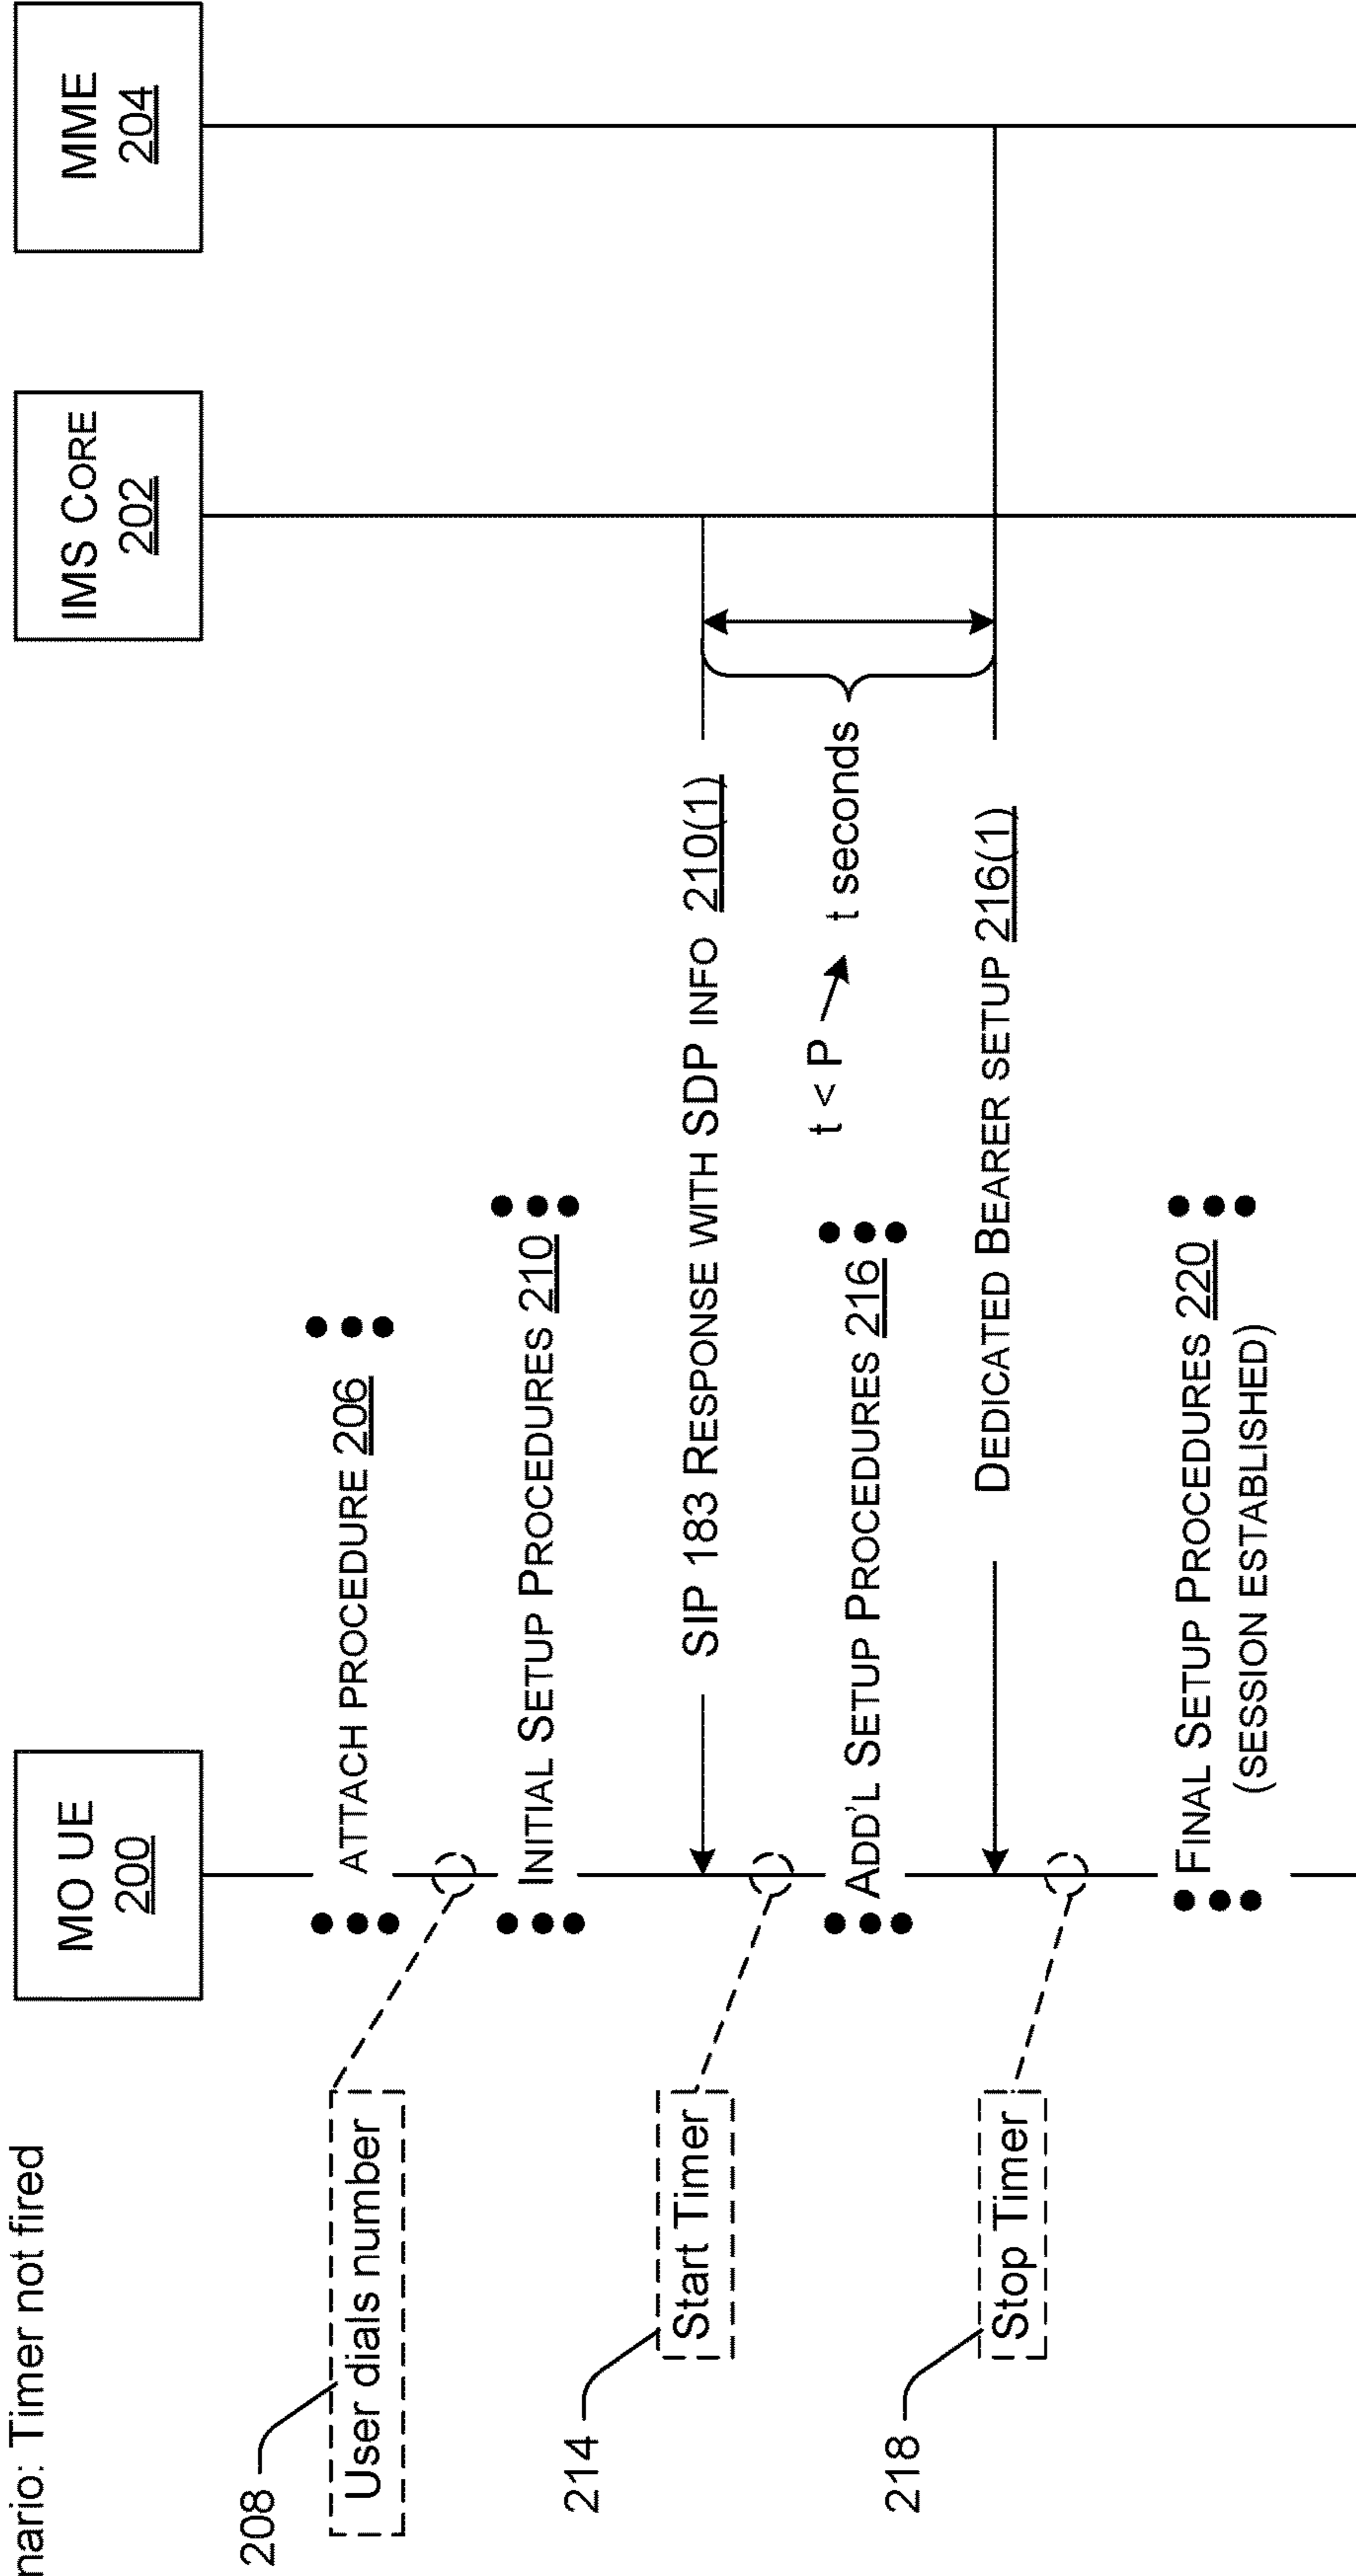 nario: Timer not fired
MO UE
200
IMS CORE
202
MME
204
ATTACH PROCEDURE 206
208
User dials number
INITIAL SETUP PROCEDURES 210
SIP 183 RESPONSE WITH SDP INFO 210(1)
214
Start Timer
t < P
t seconds
ADD'L SETUP PROCEDURES 216
DEDICATED BEARER SETUP 216(1)
218
Stop Timer
FINAL SETUP PROCEDURES 220
(SESSION ESTABLISHED)